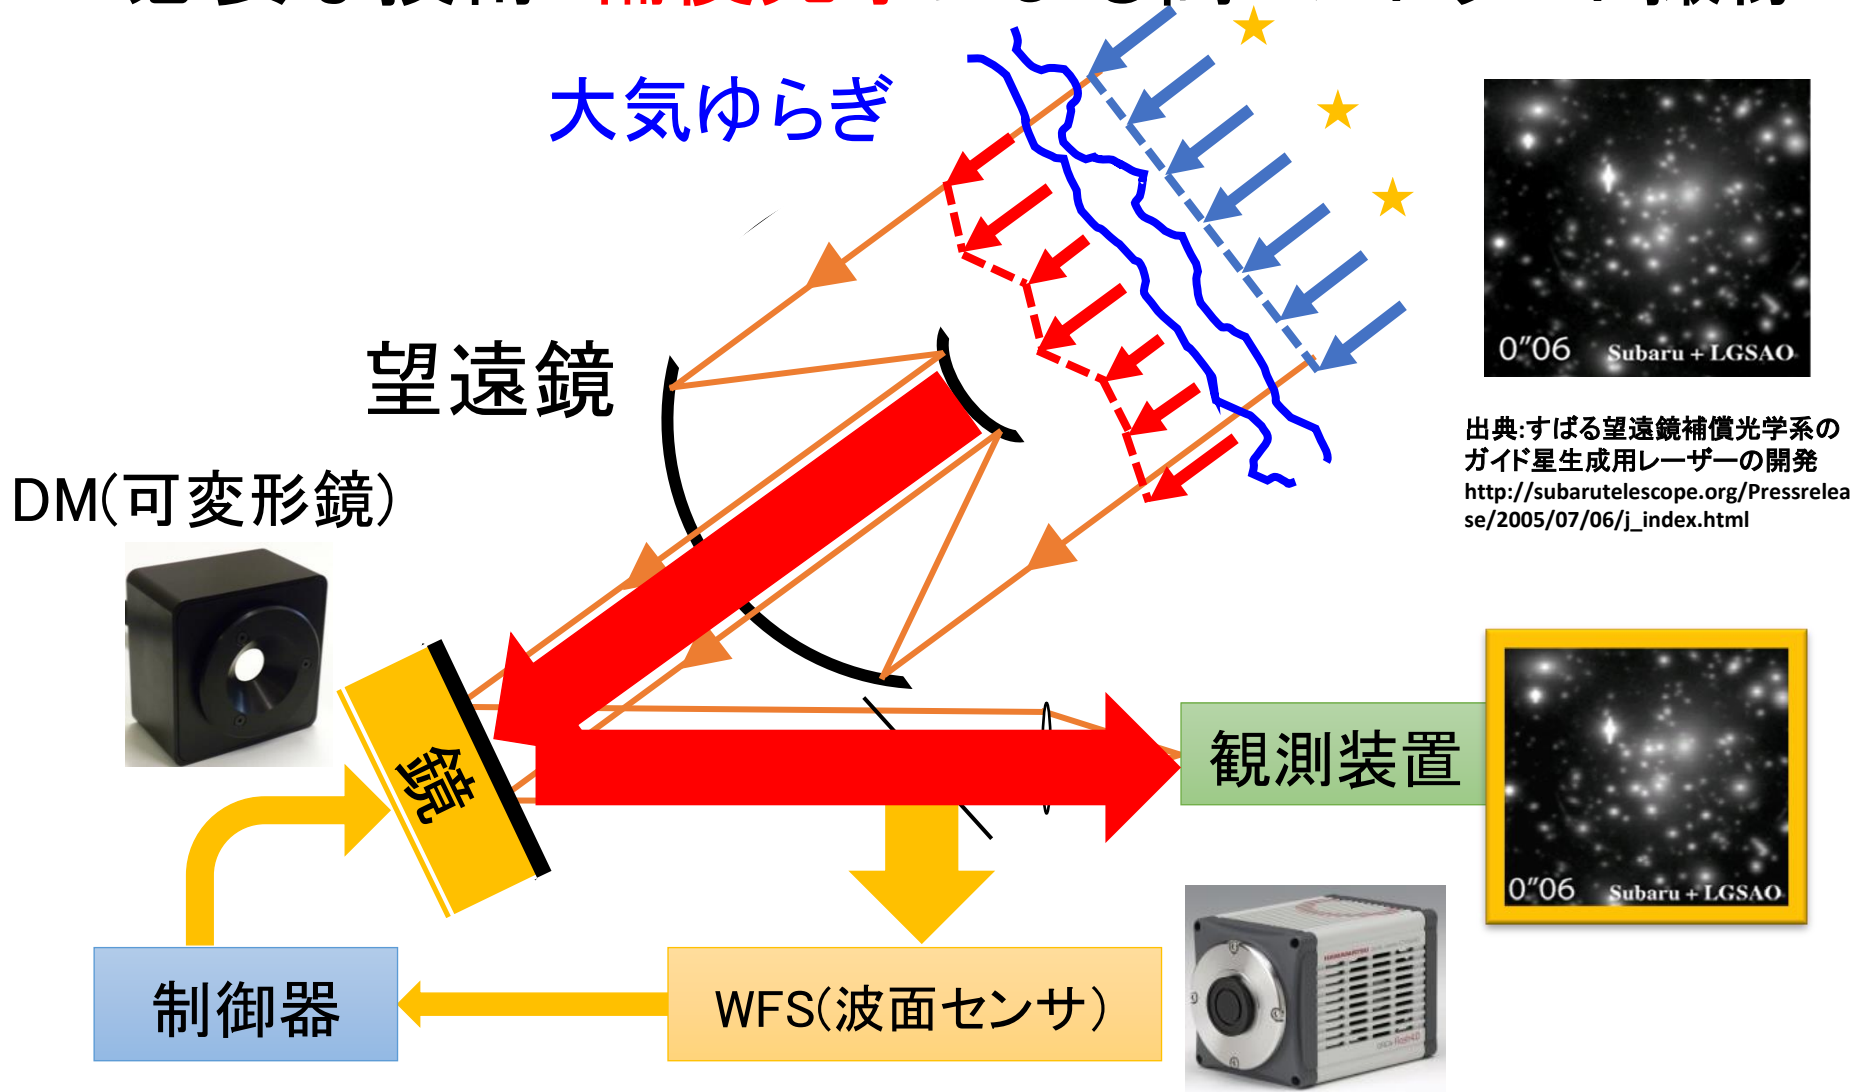 大気ゆらぎ
望遠鏡
0″06 Subaru + LGSAO
出典:すばる望遠鏡補償光学系の
ガイド星生成用レーザーの開発
http://subarutelescope.org/Pressrelea
se/2005/07/06/j_index.html
DM(可変形鏡)
鏡
観測装置
0″06 Subaru + LGSAO
制御器
WFS(波面センサ)